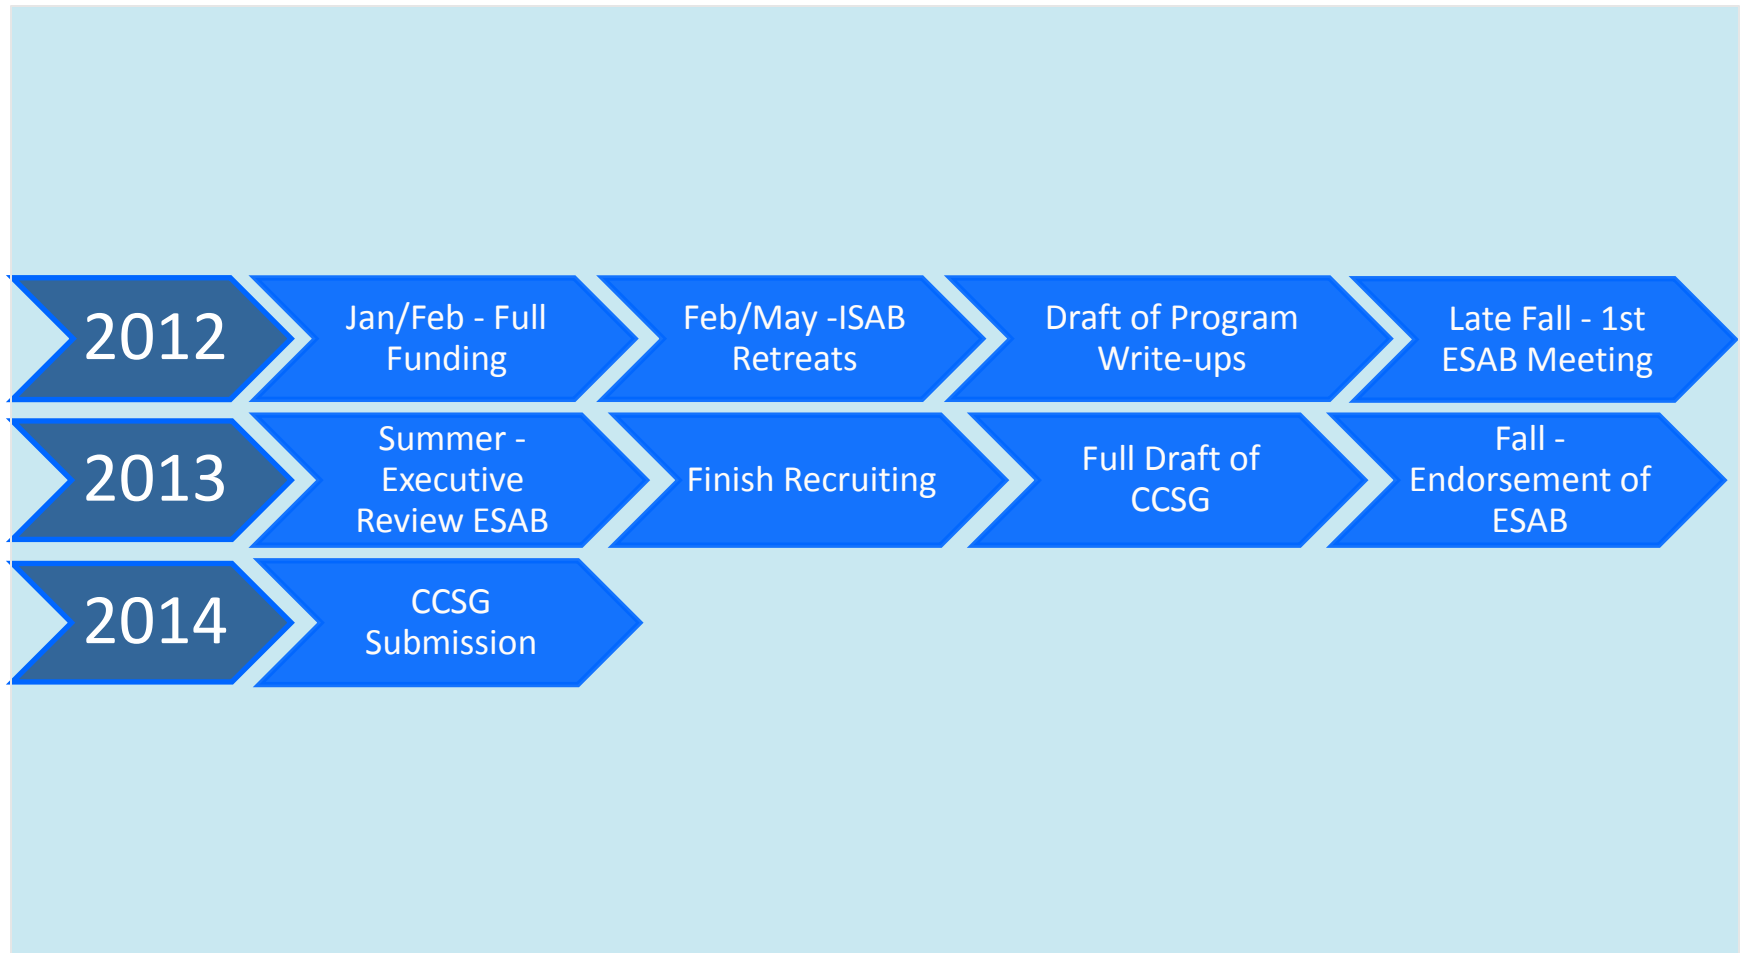 2012
Jan/Feb - Full
Funding
Feb/May -ISAB
Retreats
Draft of Program
Write-ups
Late Fall - 1st
ESAB Meeting
2013
Summer -
Executive
Review ESAB
Finish Recruiting
Full Draft of
CCSG
Fall -
Endorsement of
ESAB
2014
CCSG
Submission